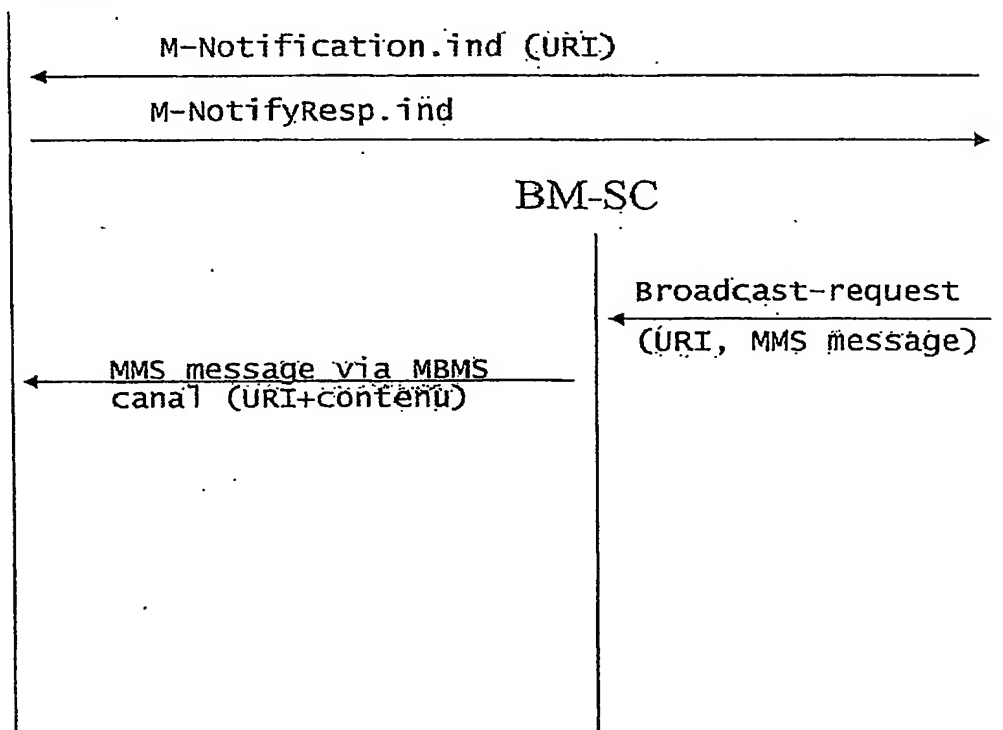 M-Notification.ind (URI)
M-NotifyResp.ind
BM-SC
Broadcast-request
(URI, MMS message)
MMS message via MBMS
canal (URI+contenu)